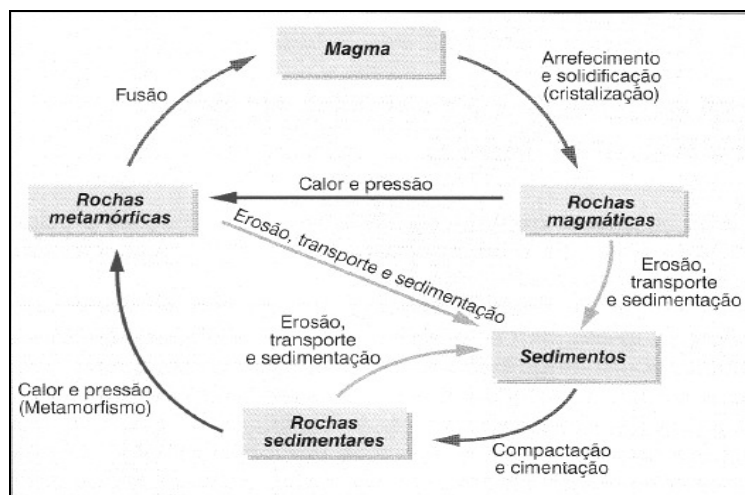 Magma
Arrefecimento
e solidificação
(cristalização)
Fusão
Calor e pressão
Rochas
metamórficas
Rochas
magmáticas
Erosão, transporte e sedimentação
Erosão,
transporte
e sedimentação
Erosão,
transporte
e sedimentação
Sedimentos
Calor e pressão
(Metamorfismo)
Rochas
sedimentares
Compactação
e cimentação